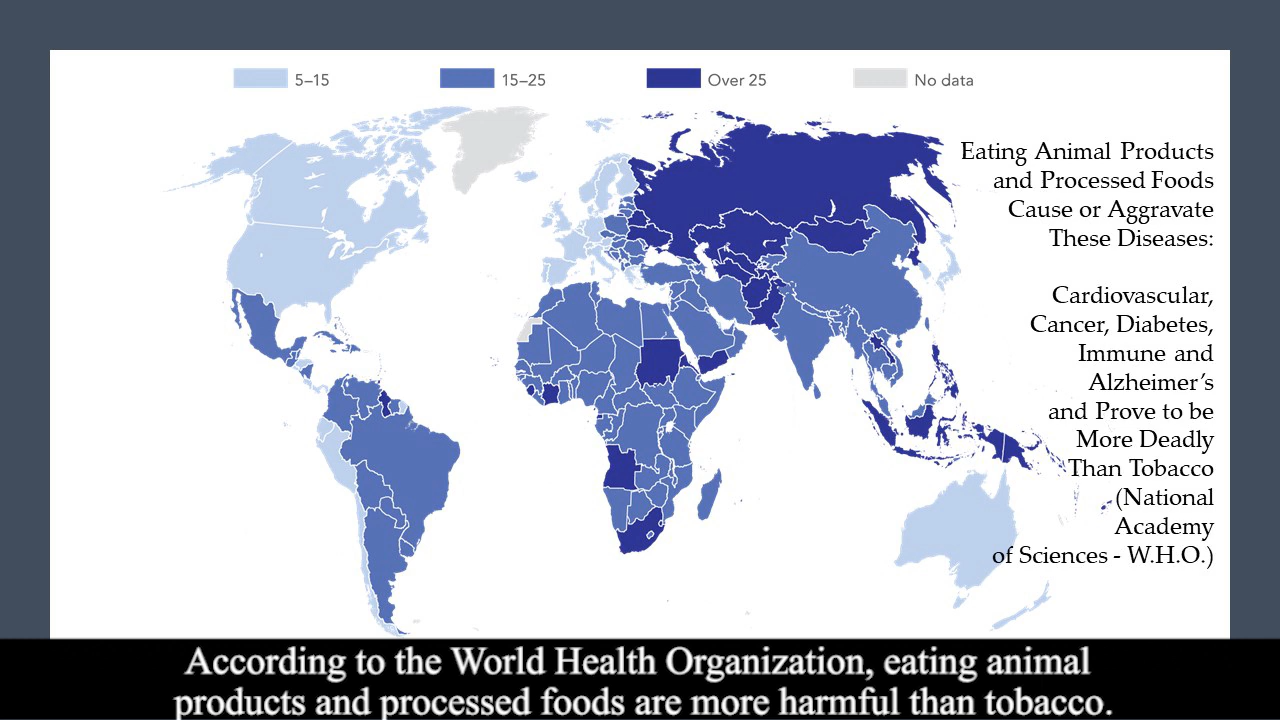 5–15 15–25 Over 25 No data
Eating Animal Products
and Processed Foods
Cause or Aggravate
These Diseases:
Cardiovascular,
Cancer, Diabetes,
Immune and
Alzheimer’s
and Prove to be
More Deadly
Than Tobacco
(National
Academy
of Sciences - W.H.O.)
According to the World Health Organization, eating animal
products and processed foods are more harmful than tobacco.